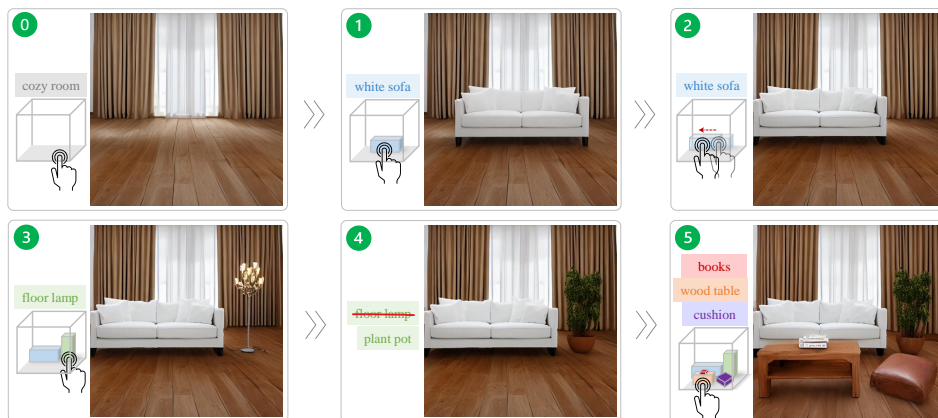 0
cozy room
1
white sofa
2
white sofa
3
floor lamp
4
floor lamp
plant pot
5
books
wood table
cushion